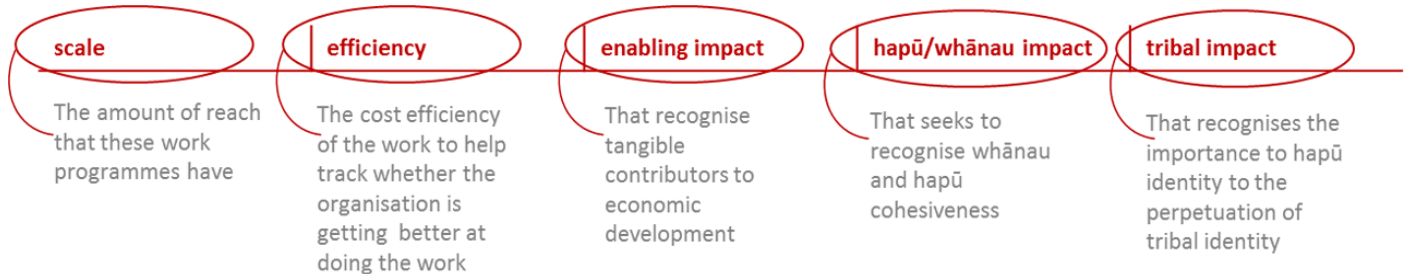 scale
The amount of reach
that these work
programmes have
efficiency
The cost efficiency
of the work to help
track whether the
organisation is
getting better at
doing the work
enabling impact
That recognise
tangible
contributors to
economic
development
hapū/whānau impact
That seeks to
recognise whānau
and hapū
cohesiveness
tribal impact
That recognises the
importance to hapū
identity to the
perpetuation of
tribal identity